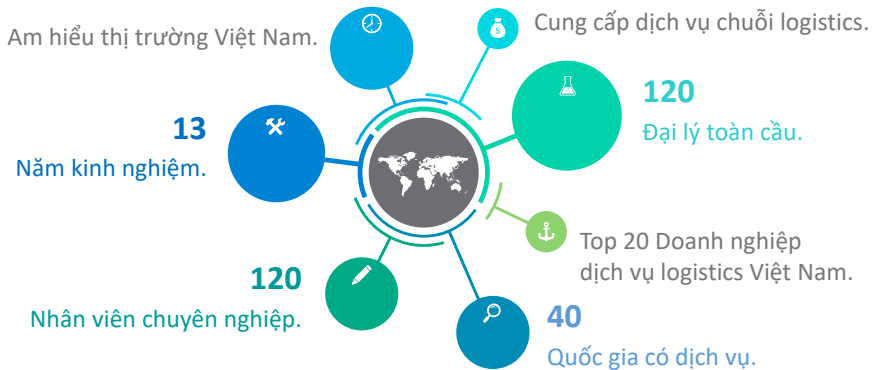 Am hiểu thị trường Việt Nam.
Cung cấp dịch vụ chuỗi logistics.
13
Năm kinh nghiệm.
120
Đại lý toàn cầu.
Top 20 Doanh nghiệp
dịch vụ logistics Việt Nam.
120
Nhân viên chuyên nghiệp.
40
Quốc gia có dịch vụ.